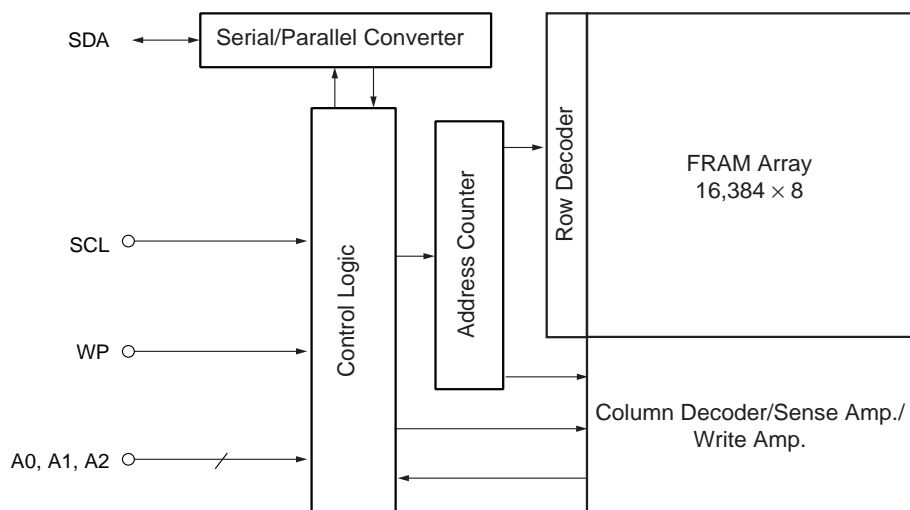 SDA
Serial/Parallel Converter
SCL
WP
A0, A1, A2
Control Logic
Address Counter
Row Decoder
FRAM Array
16,384 × 8
Column Decoder/Sense Amp./
Write Amp.